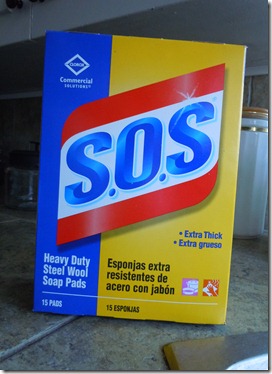 CLOROX
Commercial
SOLUTIONS®
S.O.S
• Extra Thick
• Extra grueso
Heavy Duty
Steel Wool
Soap Pads
Esponjas extra
resistentes de
acero con jabón
15 PADS
15 ESPONJAS